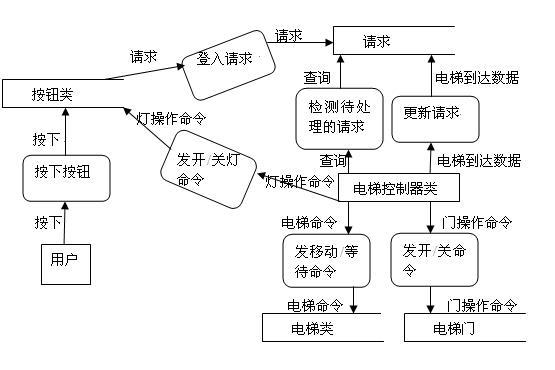 请求
请求
登入请求
请求
按钮类
查询
电梯到达数据
灯操作命令
检测待处
理的请求
更新请求
按下
发开/关灯
命令
查询
电梯到达数据
按下按钮
灯操作命令
电梯控制器类
按下
电梯命令
门操作命令
用户
发移动/等
待命令
发开/关命
令
电梯命令
门操作命令
电梯类
电梯门